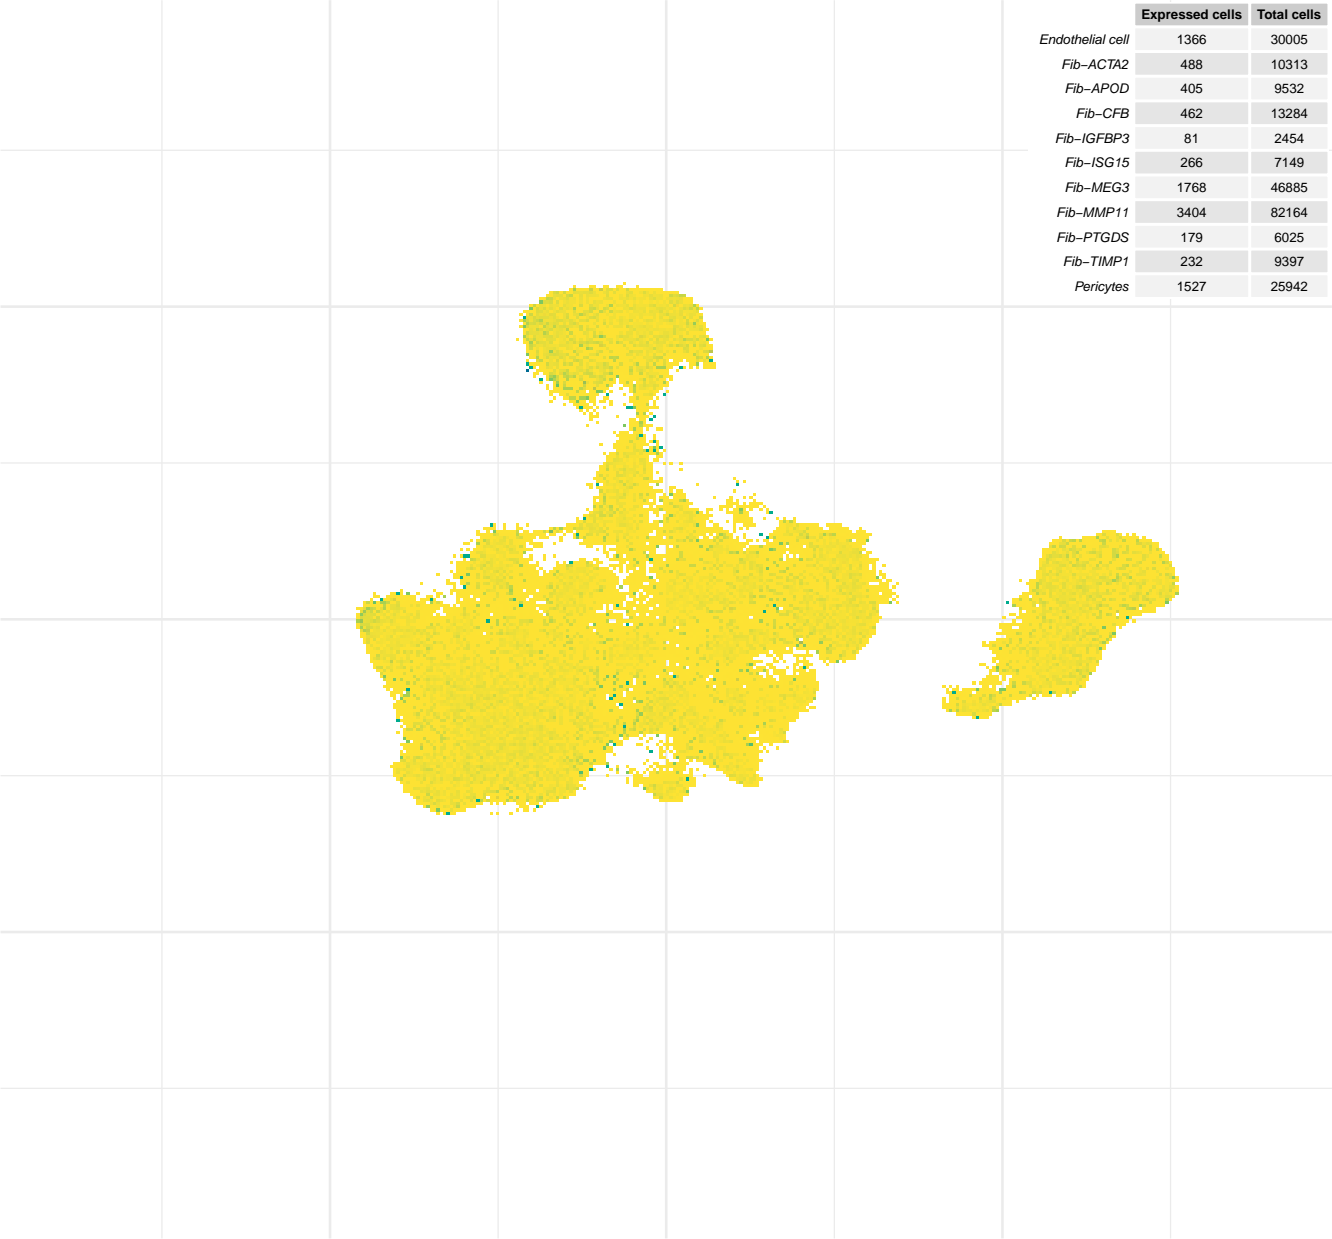 Expressed cells Total cells
Endothelial cell 1366 30005
Fib−ACTA2 488 10313
Fib−APOD 405 9532
Fib−CFB 462 13284
Fib−IGFBP3 81 2454
Fib−ISG15 266 7149
Fib−MEG3 1768 46885
Fib−MMP11 3404 82164
Fib−PTGDS 179 6025
Fib−TIMP1 232 9397
Pericytes 1527 25942